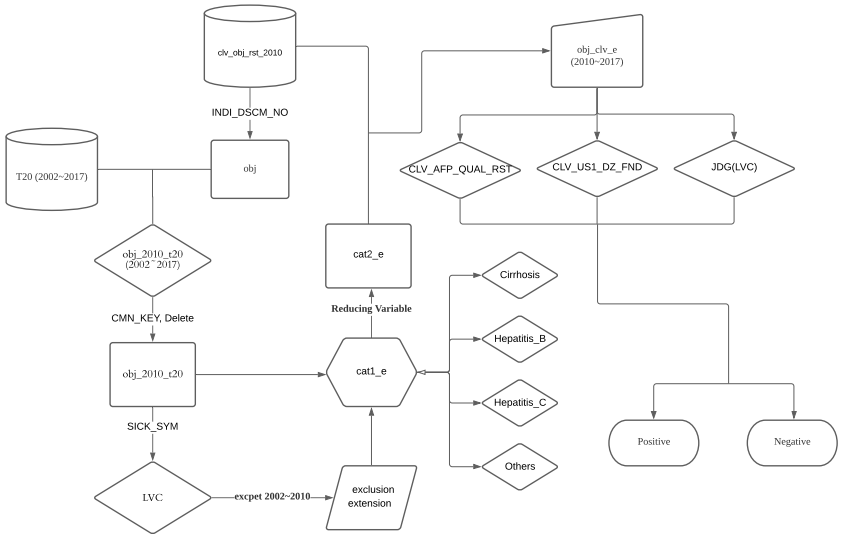 clv_obj_rst_2010
obj_clv_e
(2010~2017)
INDI_DSCM_NO
T20 (2002~2017)
obj
CLV_AFP_QUAL_RST
CLV_US1_DZ_FND
JDG(LVC)
obj_2010_t20
(2002~2017)
cat2_e
Cirrhosis
CMN_KEY, Delete
Reducing Variable
Hepatitis_B
obj_2010_t20
cat1_e
Hepatitis_C
SICK_SYM
Positive
Negative
Others
LVC
excpet 2002~2010
exclusion
extension